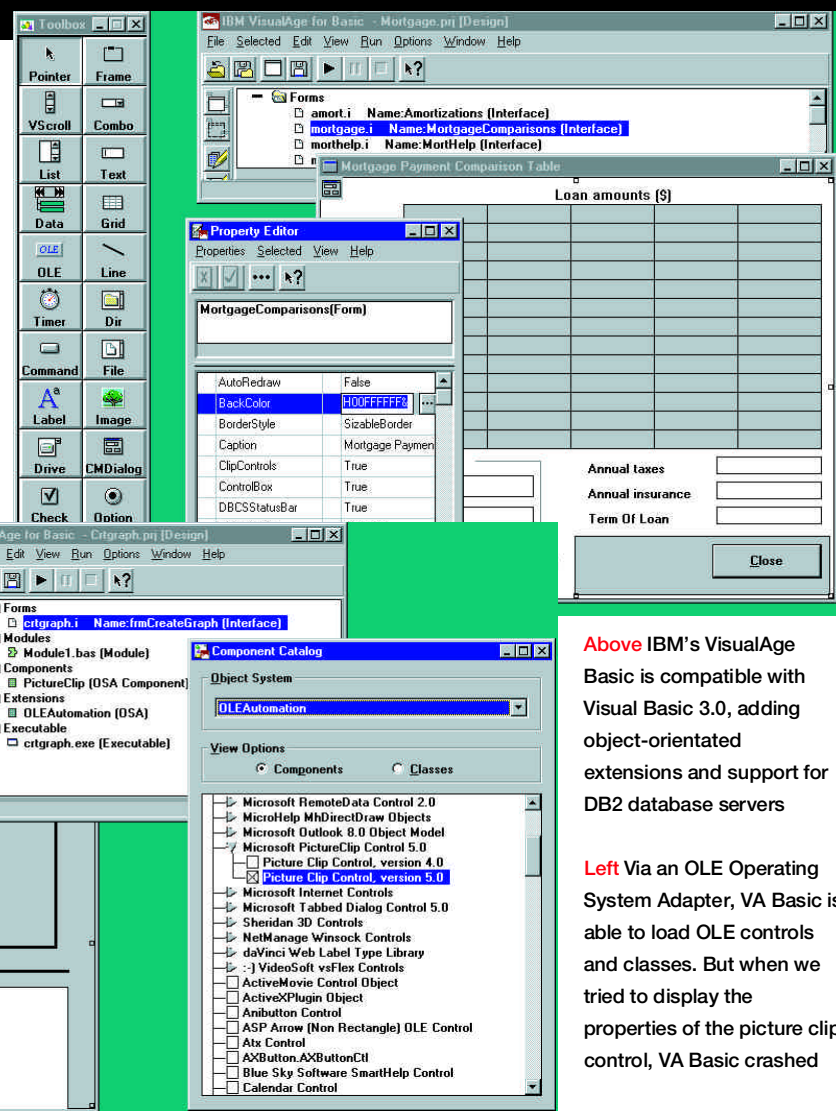 Toolbox
Pointer Frame
VScroll Combo
List Text
Data Grid
OLE
OLE Line
Timer Dir
Command File
A a
Label Image
Drive CMDialog
Check Option
IBM VisualAge for Basic - Mortgage.prj [Design]
File Selected Edit View Run Options Window Help
Forms
amort.i Name:Amortizations (Interface)
mortgage.i Name:MortgageComparisons (Interface)
morthelp.i Name:MortHelp (Interface)
Mortgage Payment Comparison Table
Loan amounts ($)
Annual taxes
Annual insurance
Term Of Loan
Close
Property Editor
Properties Selected View Help
MortgageComparisons(Form)
AutoRedraw False
BackColor H00FFFFFF&
BorderStyle SizableBorder
Caption Mortgage Paymen
ClipControls True
ControlBox True
DBCSStatusBar True
Age for Basic - Crtgraph.prj [Design]
Edit View Run Options Window Help
Forms
crtgraph.i Name:frmCreateGraph (Interface)
Modules
Module1.bas (Module)
Components
PictureClip (OSA Component)
Extensions
OLEAutomation (OSA)
Executable
crtgraph.exe (Executable)
Component Catalog
Object System
OLEAutomation
View Options
Components Classes
Microsoft RemoteData Control 2.0
MicroHelp MhDirectDraw Objects
Microsoft Outlook 8.0 Object Model
Microsoft PictureClip Control 5.0
Picture Clip Control, version 4.0
Picture Clip Control, version 5.0
Microsoft Internet Controls
Microsoft Tabbed Dialog Control 5.0
Sheridan 3D Controls
NetManage Winsock Controls
daVinci Web Label Type Library
:-) VideoSoft vsFlex Controls
ActiveMovie Control Object
ActiveXPlugin Object
Anibutton Control
ASP Arrow (Non Rectangle) OLE Control
Atx Control
AXButton.AXButtonCtl
Blue Sky Software SmartHelp Control
Calendar Control
Above IBM's VisualAge
Basic is compatible with
Visual Basic 3.0, adding
object-orientated
extensions and support for
DB2 database servers
Left Via an OLE Operating
System Adapter, VA Basic is
able to load OLE controls
and classes. But when we
tried to display the
properties of the picture clip
control, VA Basic crashed